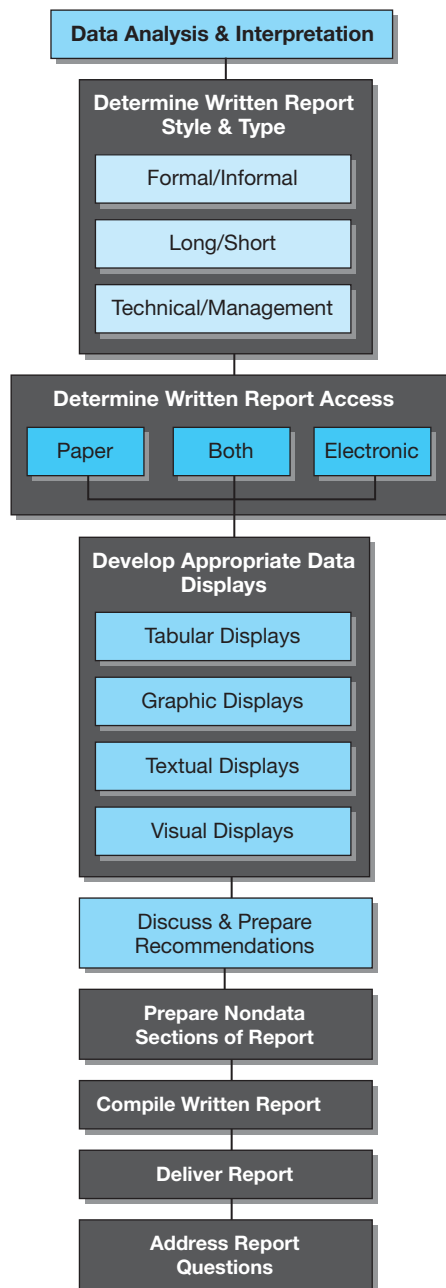 Data Analysis & Interpretation
Determine Written Report
Style & Type
Formal/Informal
Long/Short
Technical/Management
Determine Written Report Access
Paper
Both
Electronic
Develop Appropriate Data
Displays
Tabular Displays
Graphic Displays
Textual Displays
Visual Displays
Discuss & Prepare
Recommendations
Prepare Nondata
Sections of Report
Compile Written Report
Deliver Report
Address Report
Questions